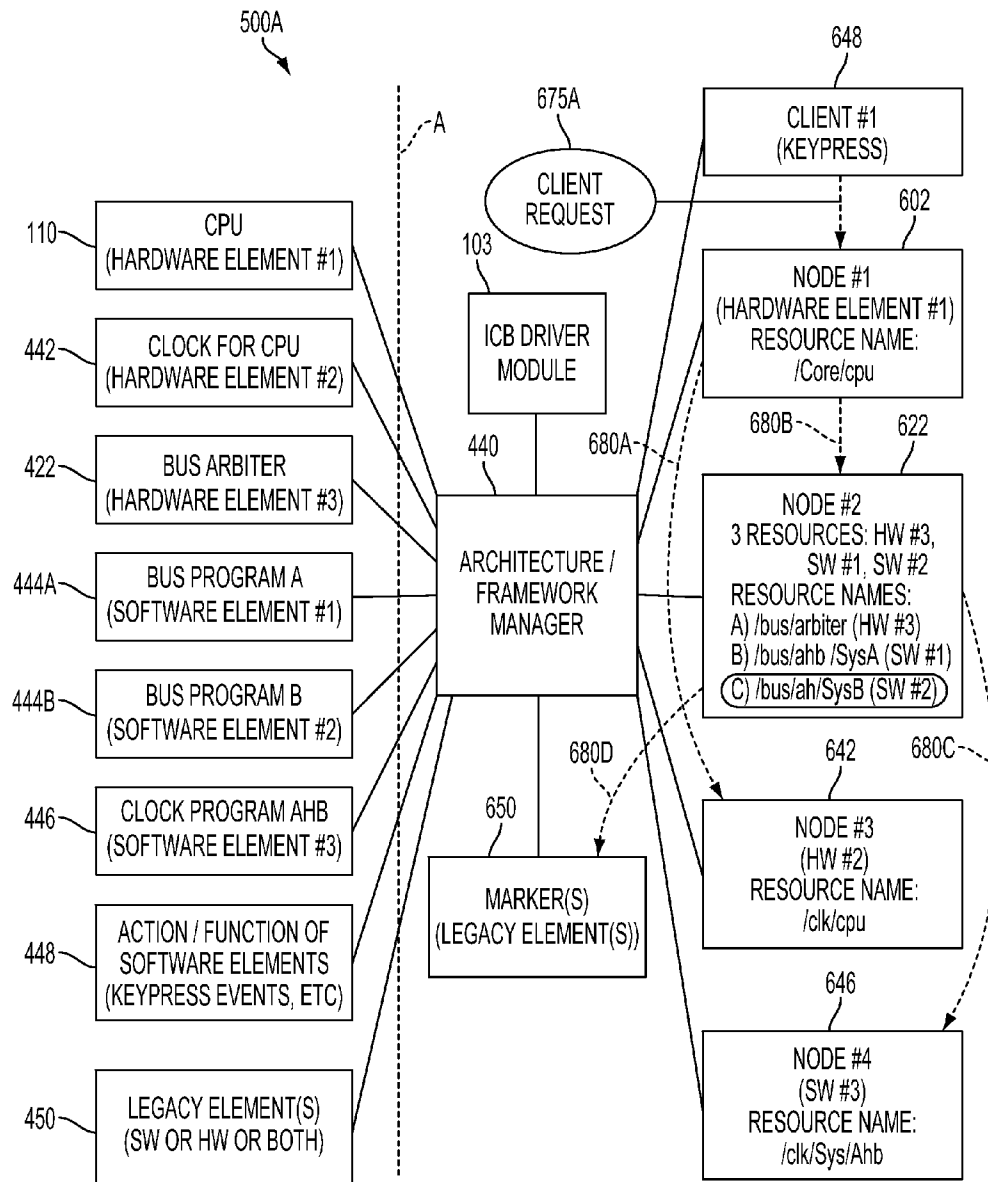 500A
A
675A
648
CLIENT #1
(KEYPRESS)
CLIENT
REQUEST
602
110
CPU
(HARDWARE ELEMENT #1)
103
ICB DRIVER
MODULE
NODE #1
(HARDWARE ELEMENT #1)
RESOURCE NAME:
/Core/cpu
442
CLOCK FOR CPU
(HARDWARE ELEMENT #2)
680A
680B
622
422
BUS ARBITER
(HARDWARE ELEMENT #3)
440
ARCHITECTURE /
FRAMEWORK
MANAGER
NODE #2
3 RESOURCES: HW #3,
SW #1, SW #2
RESOURCE NAMES:
A) /bus/arbiter (HW #3)
B) /bus/ahb /SysA (SW #1)
C) /bus/ah/SysB (SW #2)
444A
BUS PROGRAM A
(SOFTWARE ELEMENT #1)
444B
BUS PROGRAM B
(SOFTWARE ELEMENT #2)
680D
642
680C
446
CLOCK PROGRAM AHB
(SOFTWARE ELEMENT #3)
650
MARKER(S)
(LEGACY ELEMENT(S))
NODE #3
(HW #2)
RESOURCE NAME:
/clk/cpu
448
ACTION / FUNCTION OF
SOFTWARE ELEMENTS
(KEYPRESS EVENTS, ETC)
646
450
LEGACY ELEMENT(S)
(SW OR HW OR BOTH)
NODE #4
(SW #3)
RESOURCE NAME:
/clk/Sys/Ahb